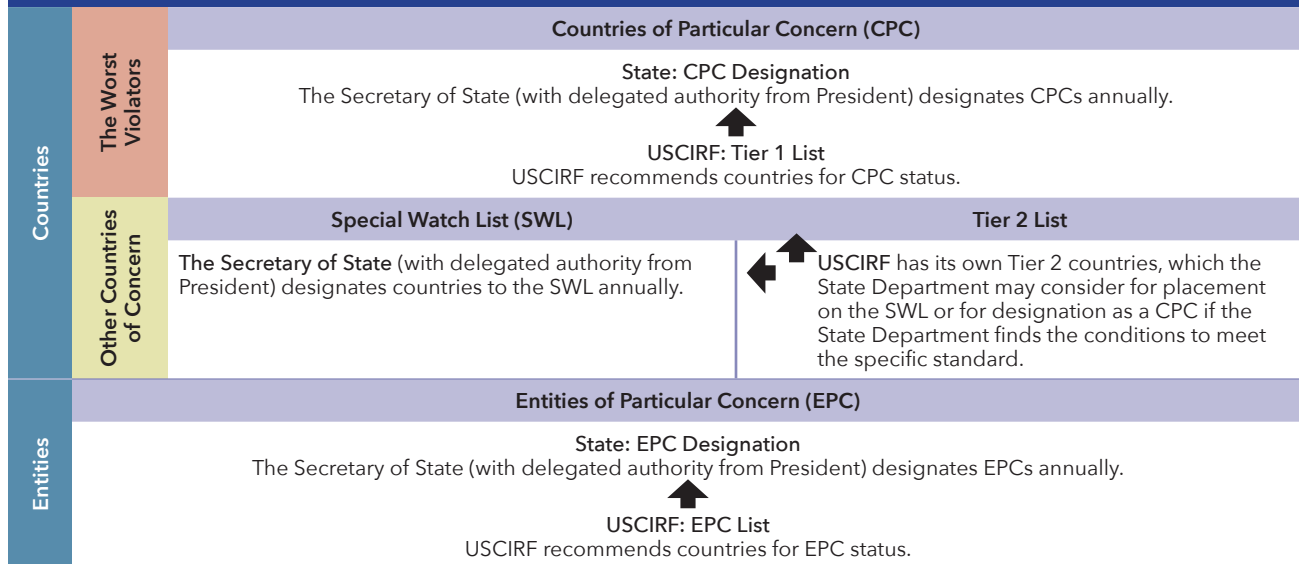 Countries of Particular Concern (CPC)
Countries
The Worst
Violators
State: CPC Designation
The Secretary of State (with delegated authority from President) designates CPCs annually.
USCIRF: Tier 1 List
USCIRF recommends countries for CPC status.
Other Countries
of Concern
Special Watch List (SWL)
The Secretary of State (with delegated authority from
President) designates countries to the SWL annually.
Tier 2 List
USCIRF has its own Tier 2 countries, which the
State Department may consider for placement
on the SWL or for designation as a CPC if the
State Department finds the conditions to meet
the specific standard.
Entities
Entities of Particular Concern (EPC)
State: EPC Designation
The Secretary of State (with delegated authority from President) designates EPCs annually.
USCIRF: EPC List
USCIRF recommends countries for EPC status.